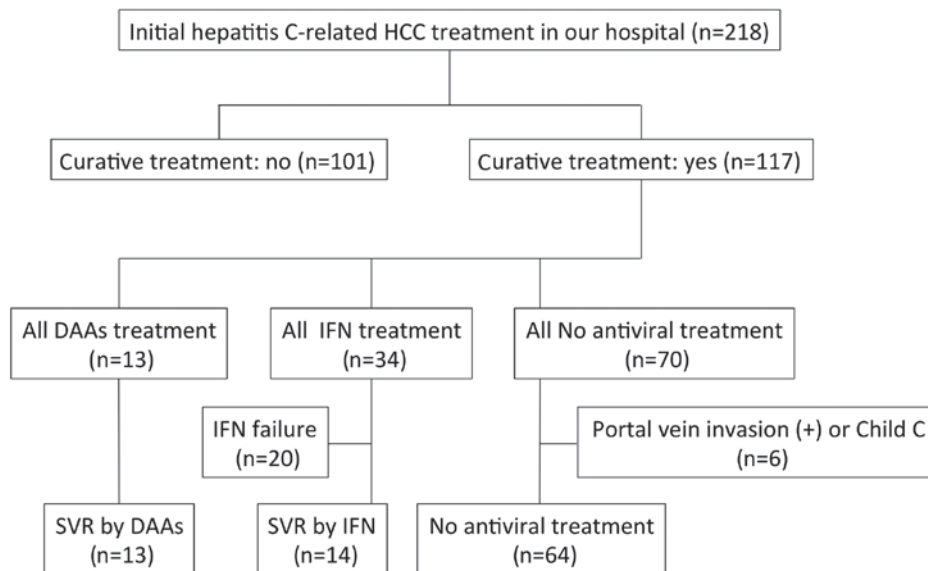 Initial hepatitis C-related HCC treatment in our hospital (n=218)
Curative treatment: no (n=101)
Curative treatment: yes (n=117)
All DAAs treatment
(n=13)
All IFN treatment
(n=34)
All No antiviral treatment
(n=70)
IFN failure
(n=20)
Portal vein invasion (+) or Child C
(n=6)
SVR by DAAs
(n=13)
SVR by IFN
(n=14)
No antiviral treatment
(n=64)